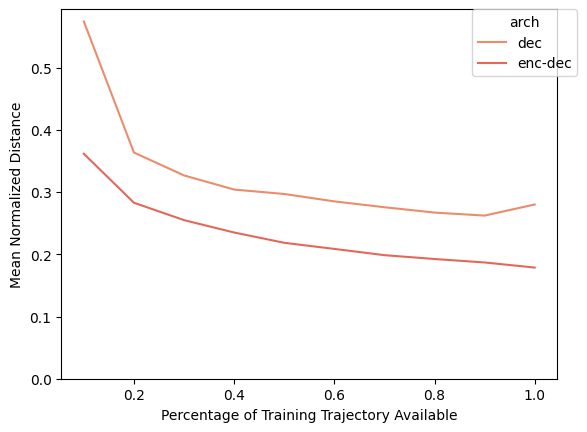 arch
dec
enc-dec
Mean Normalized Distance
0.5
0.4
0.3
0.2
0.1
0.0
0.2
0.4
0.6
0.8
1.0
Percentage of Training Trajectory Available